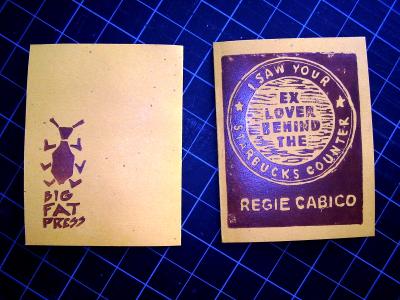 BIG
FAT
PRESS
I SAW YOUR
EX
LOVER
BEHIND
THE
STARBUCKS COUNTER
REGIE CABICO